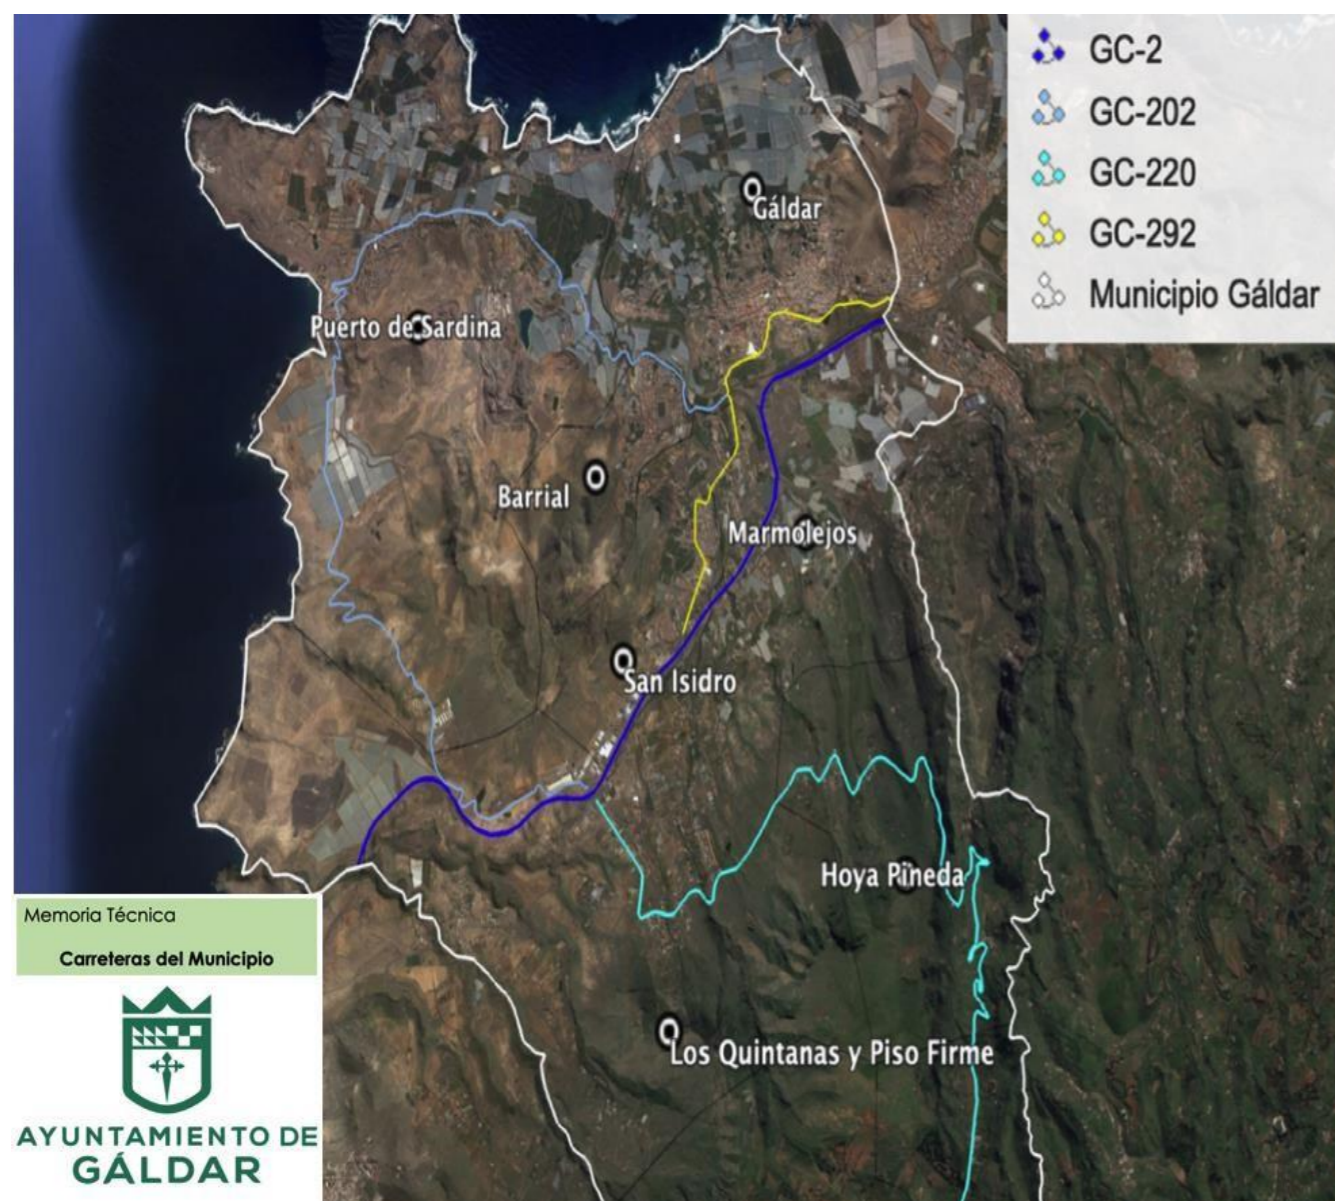 GC-2
GC-202
GC-220
GC-292
Municipio Gáldar
Gáldar
Puerto de Sardina
Barrial
Marmolejos
San Isidro
Hoya Pineda
Los Quintanas y Piso Firme
Memoria Técnica
Carreteras del Municipio
AYUNTAMIENTO DE
GÁLDAR